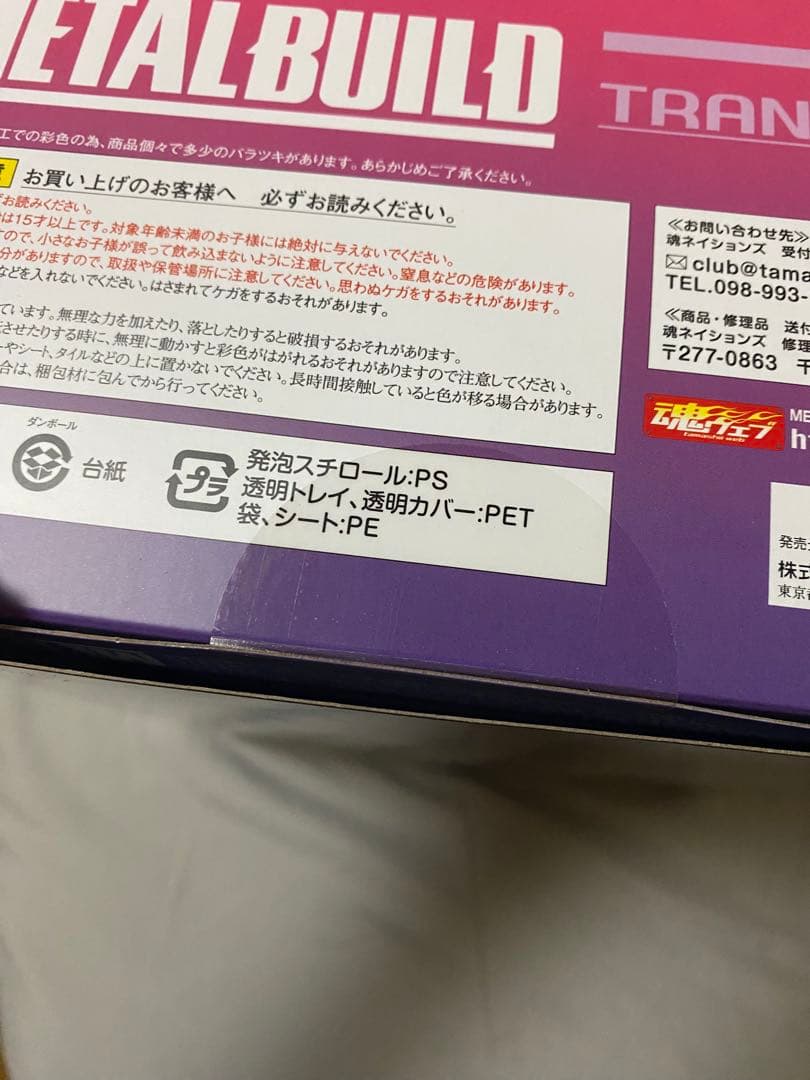 METALBUILD
TRAN
工での彩色の為、商品個々で多少のバラツキがあります。あらかじめご了承ください。
お買い上げのお客様へ 必ずお読みください。
お読みください。
は15才以上です。対象年齢未満のお子様には絶対に与えないでください。
ので、小さなお子様が誤って飲み込まないように注意してください。窒息などの危険があります。
分がありますので、取扱や保管場所に注意してください。思わぬケガをするおそれがあります。
などを入れないでください。はさまれてケガをするおそれがあります。
ています。無理な力を加えたり、落としたりすると破損するおそれがあります。
させたりする時に、無理に動かすと彩色がはがれるおそれがありますので注意してください。
やシート、タイルなどの上に置かないでください。長時間接触していると色が移る場合があります。
合は、梱包材に包んでから行ってください。
≪お問い合わせ先≫
魂ネイションズ 受付
club@tama
TEL.098-993-
≪商品・修理品 送付
魂ネイションズ 修理
〒277-0863 千
魂ウェブ
tamashii web
ME
h
ダンボール
台紙
プラ
発泡スチロール:PS
透明トレイ、透明カバー:PET
袋、シート:PE
発売
株式
東京都